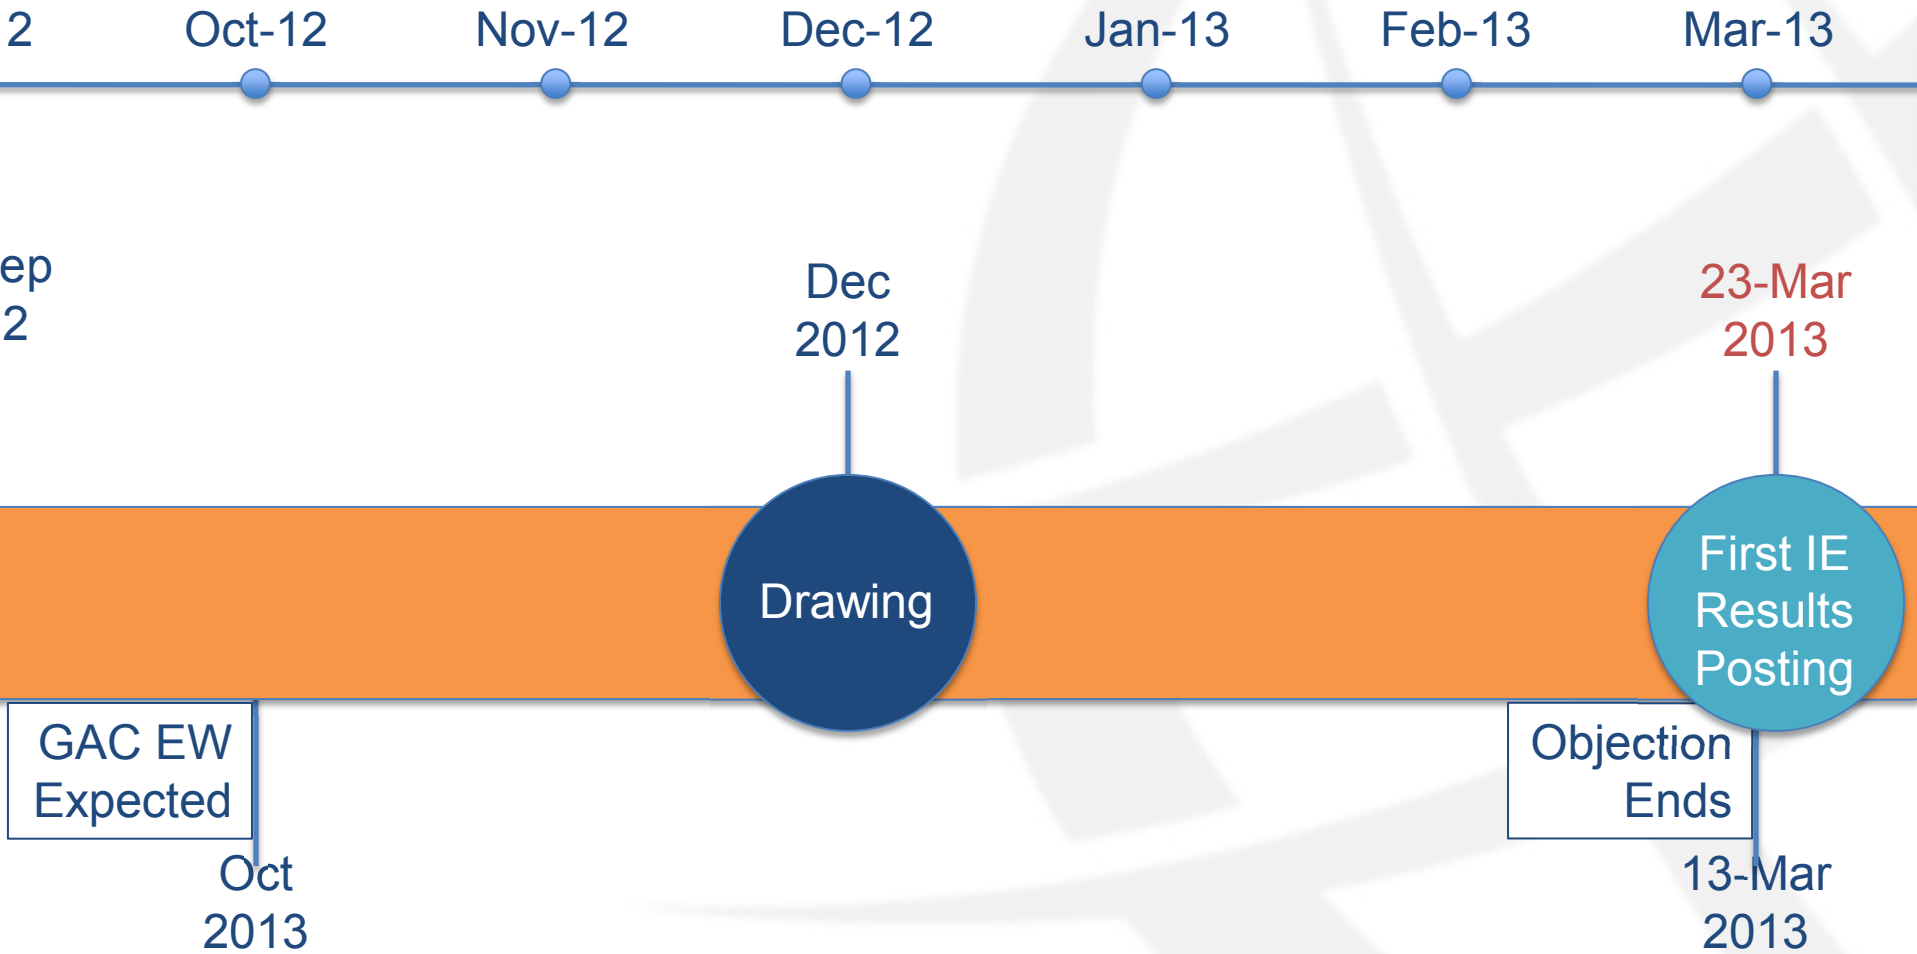 2 Oct-12 Nov-12 Dec-12 Jan-13 Feb-13 Mar-13
ep
2
Dec
2012
23-Mar
2013
Drawing
First IE
Results
Posting
GAC EW
Expected
Oct
2013
Objection
Ends
13-Mar
2013